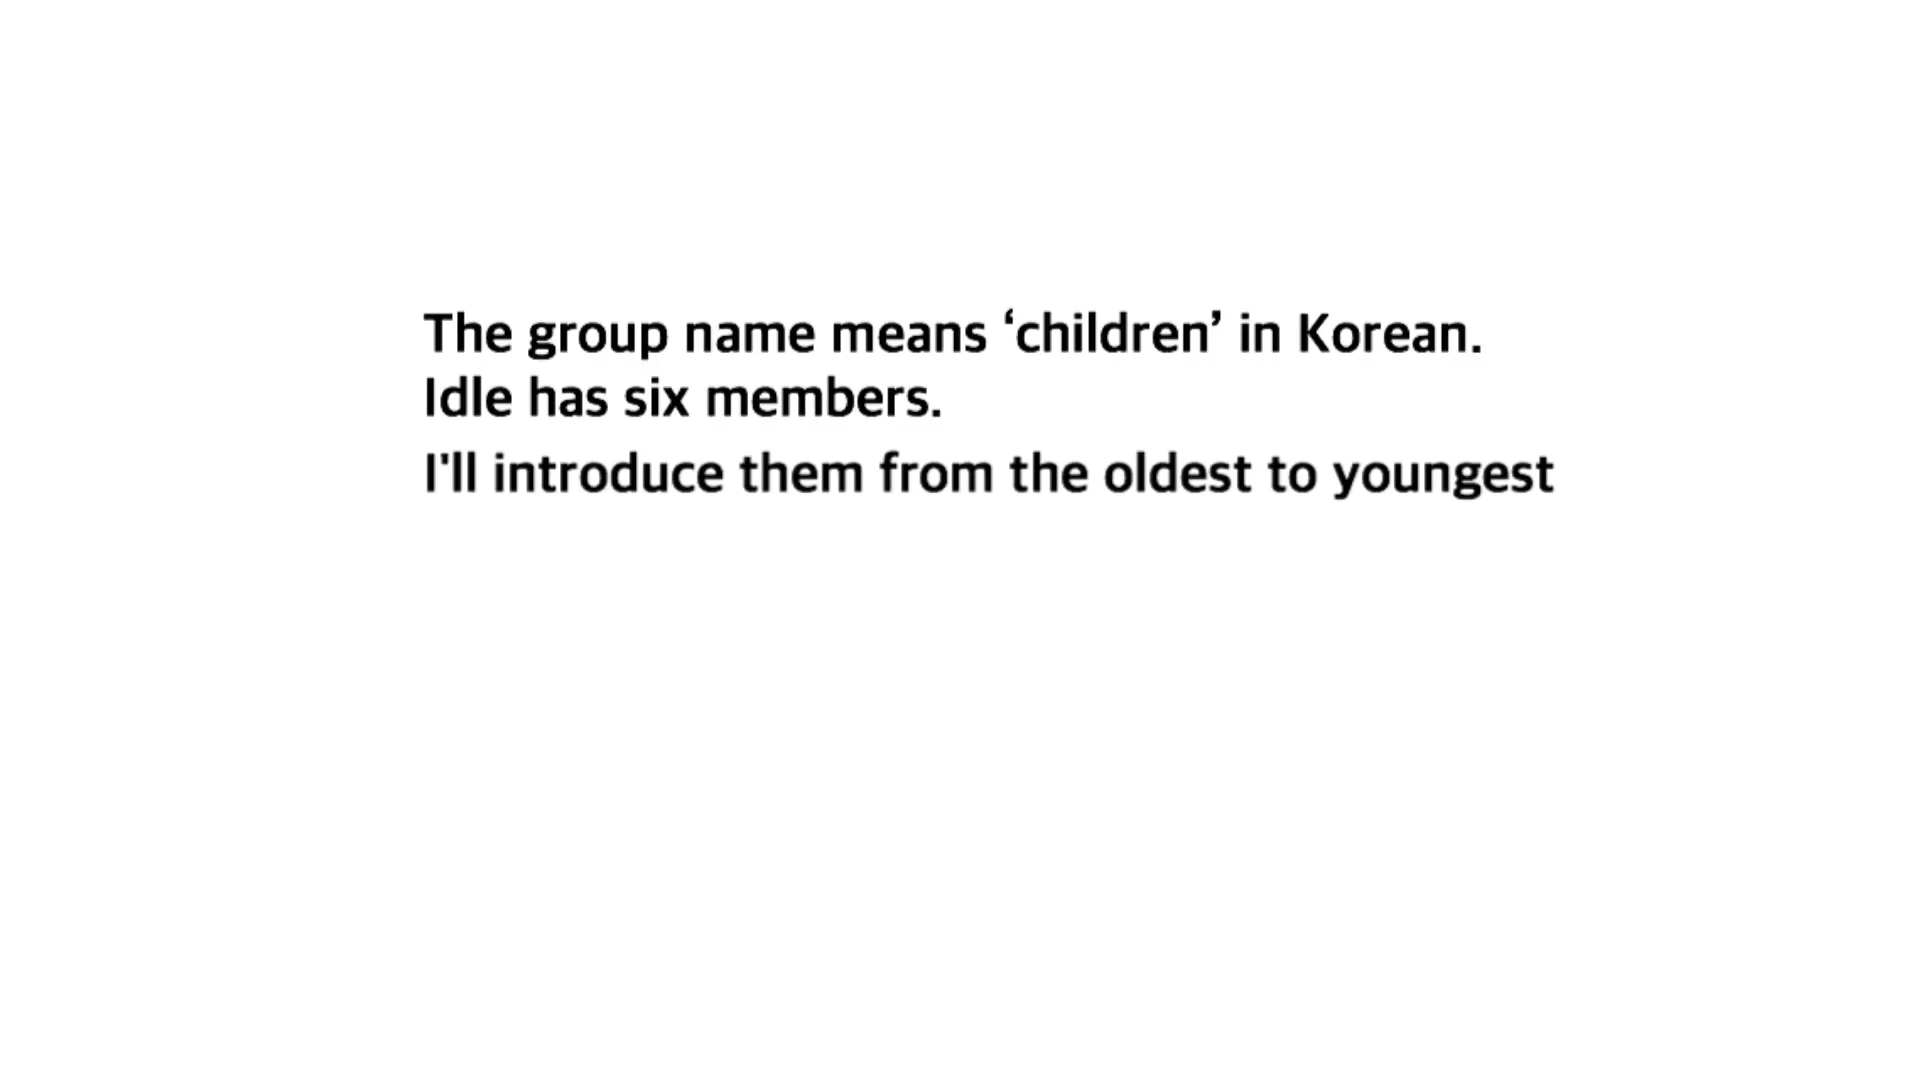 The group name means ‘children’ in Korean.
Idle has six members.
I'll introduce them from the oldest to youngest